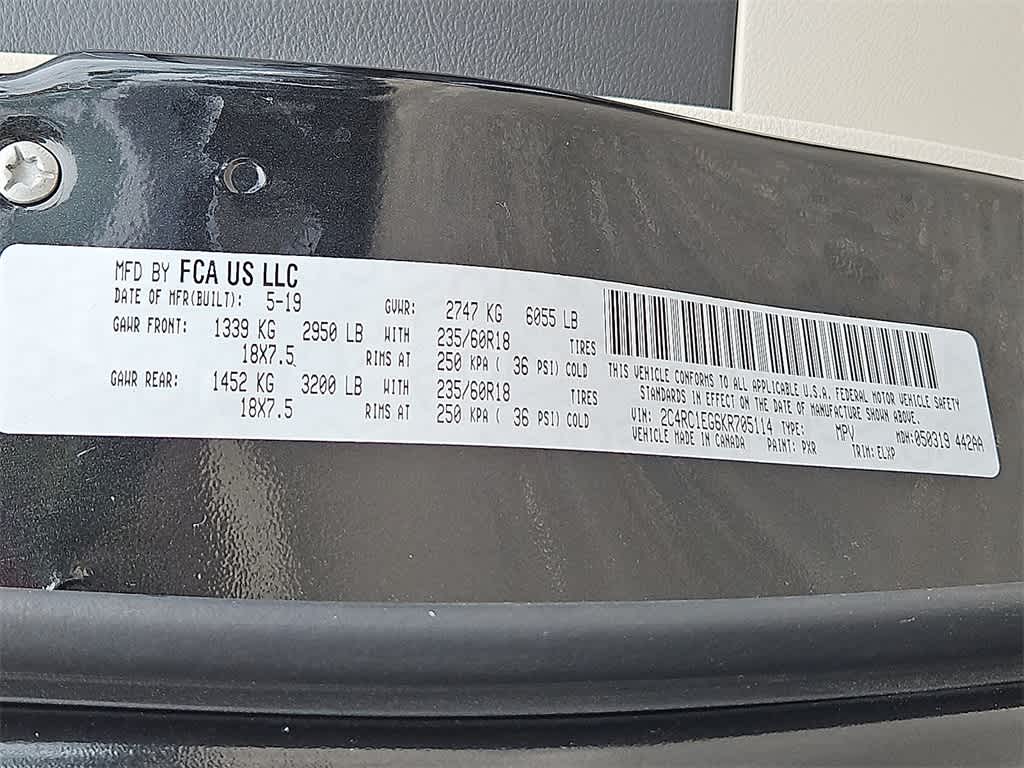 MFD BY FCA US LLC
DATE OF MFR(BUILT): 5-19 GVWR: 2747 KG 6055 LB
GAWR FRONT: 1339 KG 2950 LB WITH 235/60R18 TIRES
18X7.5 RIMS AT 250 KPA ( 36 PSI) COLD
GAWR REAR: 1452 KG 3200 LB WITH 235/60R18 TIRES
18X7.5 RIMS AT 250 KPA ( 36 PSI) COLD
THIS VEHICLE CONFORMS TO ALL APPLICABLE U.S.A. FEDERAL MOTOR VEHICLE SAFETY
STANDARDS IN EFFECT ON THE DATE OF MANUFACTURE SHOWN ABOVE.
VIN: 2C4RC1EG6KR705114 TYPE: MPV MDH:050319 442AA
VEHICLE MADE IN CANADA PAINT: PXR TRIM: ELXP